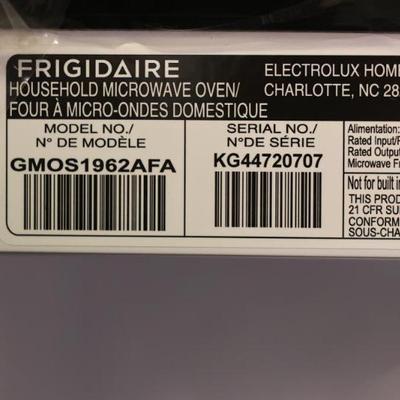 FRIGIDAIRE
HOUSEHOLD MICROWAVE OVEN/
FOUR À MICRO-ONDES DOMESTIQUE
ELECTROLUX HOME
CHARLOTTE, NC 28
MODEL NO./
N° DE MODÈLE
GMOS1962AFA
SERIAL NO./
N°DE SÉRIE
KG44720707
Alimentation:
Rated Input/
Rated Output
Microwave Fr
Not for built in
THIS PROD
21 CFR SU
CONFORM
SOUS-CHA